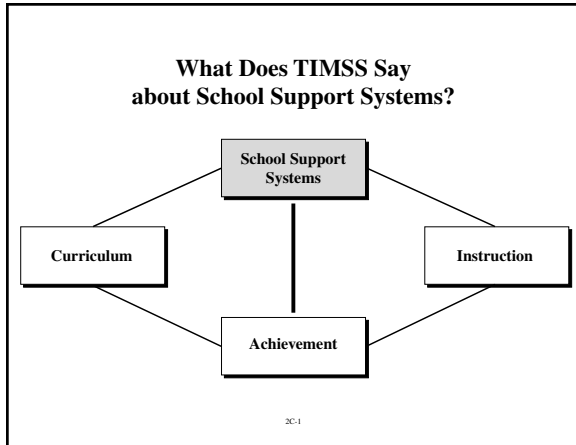 What Does TIMSS Say
about School Support Systems?
School Support
Systems
Curriculum
Instruction
Achievement
2C-1